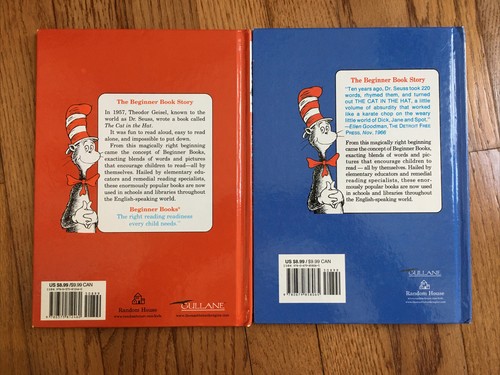 The Beginner Book Story
In 1957, Theodor Geisel, known to the
world as Dr. Seuss, wrote a book called
The Cat in the Hat.
It was fun to read aloud, easy to read
alone, and impossible to put down.
From this magically right beginning
came the concept of Beginner Books,
exacting blends of words and pictures
that encourage children to read—all by
themselves. Hailed by elementary edu-
cators and remedial reading specialists,
these enormously popular books are now
used in schools and libraries throughout
the English-speaking world.
Beginner Books®
The right reading readiness
every child needs.™
US $8.99/$9.99 CAN
Random House
GULLANE
The Beginner Book Story
"Ten years ago, Dr. Seuss took 220
words, rhymed them, and turned
out THE CAT IN THE HAT, a little
volume of absurdity that worked
like a karate chop on the weary
little world of Dick, Jane and Spot."
—Ellen Goodman, THE DETROIT FREE
PRESS, Nov. 1966
From this magically right beginning
came the concept of Beginner Books,
exacting blends of words and pic-
tures that encourage children to
read — all by themselves. Hailed by
elementary educators and remedial
reading specialists, these enor-
mously popular books are now used
in schools and libraries throughout
the English-speaking world.
US $8.99/$9.99 CAN
Random House
GULLANE